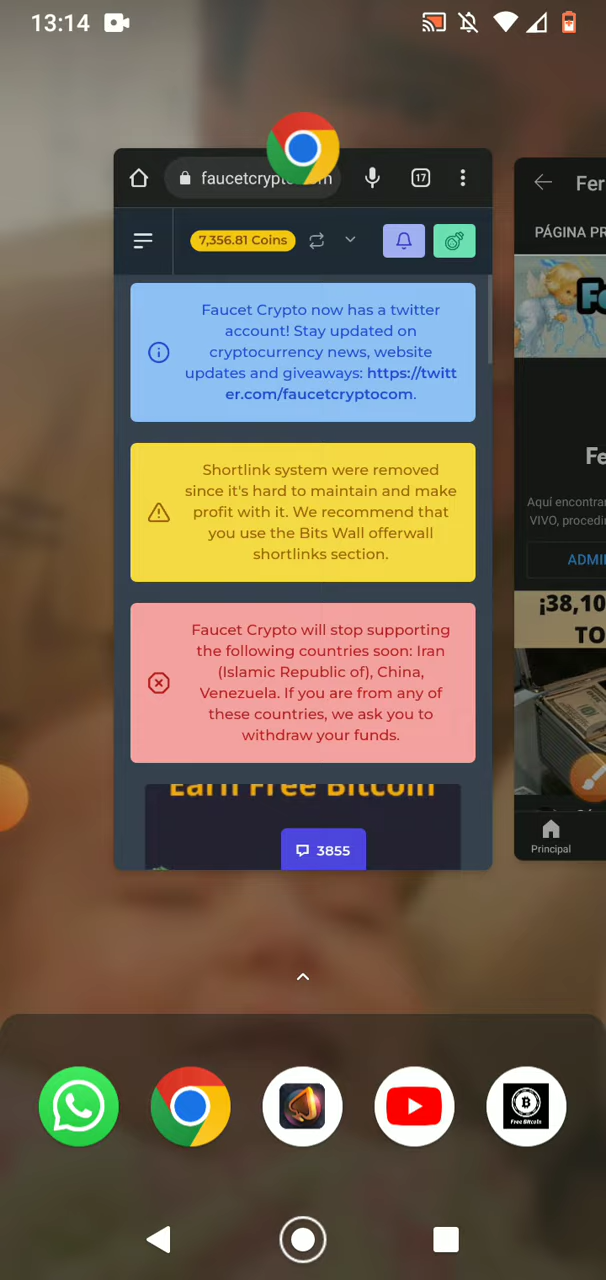 13:14
faucetcrypto
17
7,356.81 Coins
Faucet Crypto now has a twitter
account! Stay updated on
cryptocurrency news, website
updates and giveaways: https://twitt
er.com/faucetcryptocom.
Shortlink system were removed
since it's hard to maintain and make
profit with it. We recommend that
you use the Bits Wall offerwall
shortlinks section.
Faucet Crypto will stop supporting
the following countries soon: Iran
(Islamic Republic of), China,
Venezuela. If you are from any of
these countries, we ask you to
withdraw your funds.
Earn Free Bitcoin
3855
Fer
PÁGINA PR
Fe
Aquí encontrar
VIVO, procedir
ADMI
¡38,10
TO
Principal
Free Bitcoin